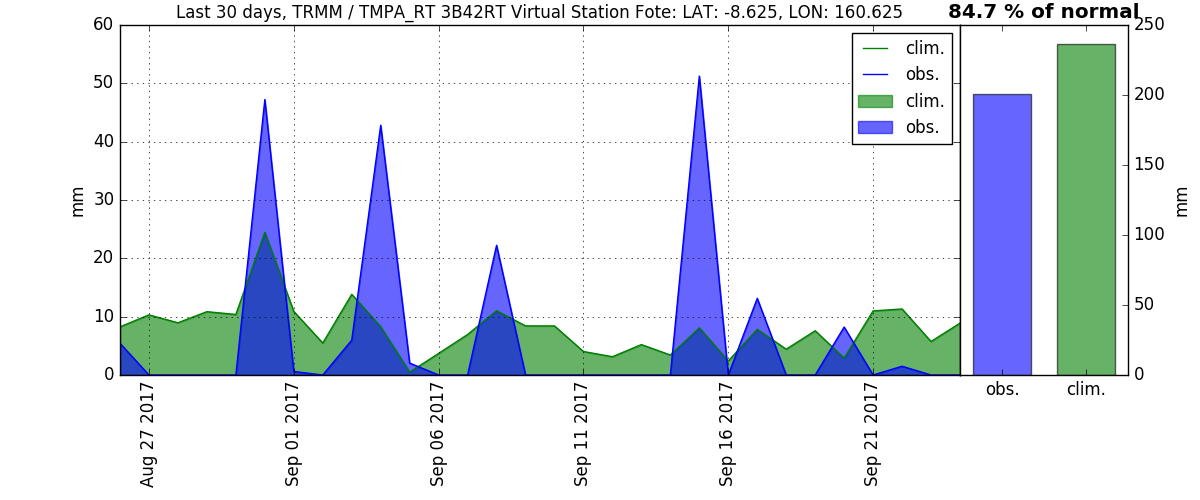 Last 30 days, TRMM / TMPA_RT 3B42RT Virtual Station Fote: LAT: -8.625, LON: 160.625
84.7 % of normal
60
50
40
30
20
10
0
mm
clim.
obs.
clim.
obs.
Aug 27 2017
Sep 01 2017
Sep 06 2017
Sep 11 2017
Sep 16 2017
Sep 21 2017
250
200
150
100
50
0
mm
obs.
clim.